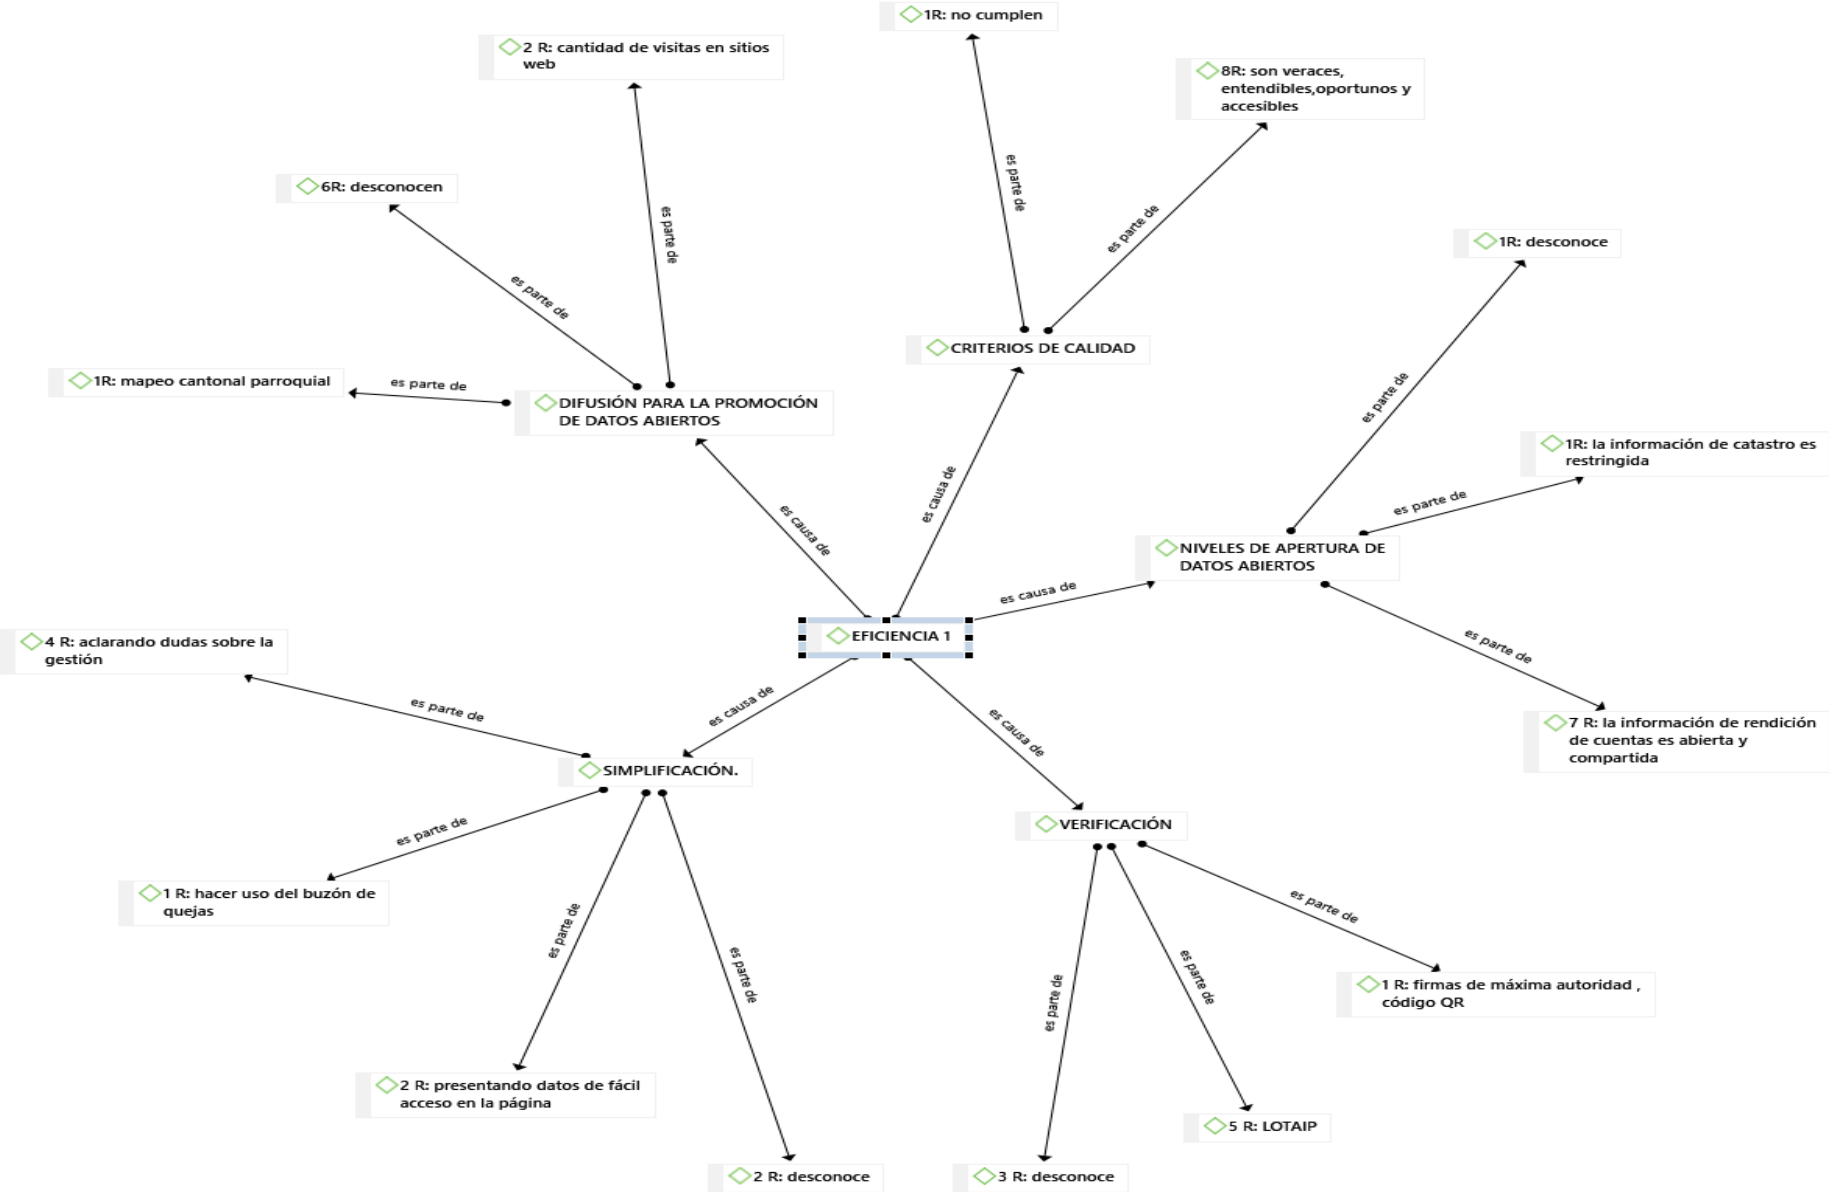 1R: no cumplen
2 R: cantidad de visitas en sitios
web
8R: son veraces,
entendibles,oportunos y
accesibles
es parte de
es parte de
6R: desconocen
es parte de
es parte de
1R: desconoce
CRITERIOS DE CALIDAD
1R: mapeo cantonal parroquial
es parte de
DIFUSIÓN PARA LA PROMOCIÓN
DE DATOS ABIERTOS
es parte de
1R: la información de catastro es
restringida
es parte de
es causa de
es causa de
NIVELES DE APERTURA DE
DATOS ABIERTOS
es causa de
EFICIENCIA 1
4 R: aclarando dudas sobre la
gestión
es parte de
es parte de
es causa de
es causa de
7 R: la información de rendición
de cuentas es abierta y
compartida
SIMPLIFICACIÓN.
es parte de
VERIFICACIÓN
1 R: hacer uso del buzón de
quejas
es parte de
es parte de
es parte de
es parte de
es parte de
1 R: firmas de máxima autoridad ,
código QR
2 R: presentando datos de fácil
acceso en la página
5 R: LOTAIP
2 R: desconoce
3 R: desconoce